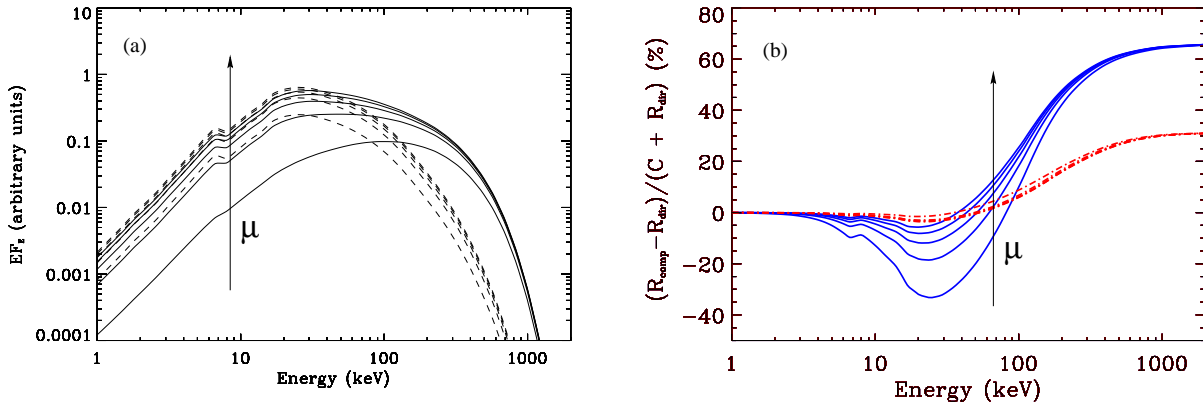 (a)
EF_E (arbitrary units)
10
1
0.1
0.01
0.001
0.0001
μ
1 10 100 1000
Energy (keV)
(b)
(R_comp−R_dir)/(C + R_dir) (%)
80
60
40
20
0
−20
−40
μ
1 10 100 1000
Energy (keV)